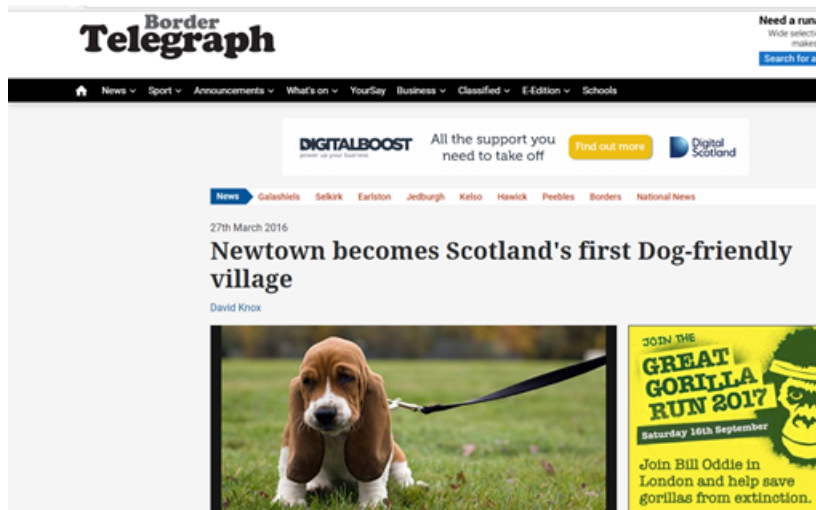 Border
Telegraph
Need a
Wide
makes
Search for a
News Sport Announcements What's on YourSay Business Classified E-Edition Schools
DIGITALBOOST
power up your business
All the support you
need to take off
Find out more
Digital
Scotland
News Galashiels Selkirk Earlston Jedburgh Kelso Hawick Peebles Borders National News
27th March 2016
Newtown becomes Scotland's first Dog-friendly
village
David Knox
JOIN THE
GREAT
GORILLA
RUN 2017
Saturday 16th September
Join Bill Oddie in
London and help save
gorillas from extinction.